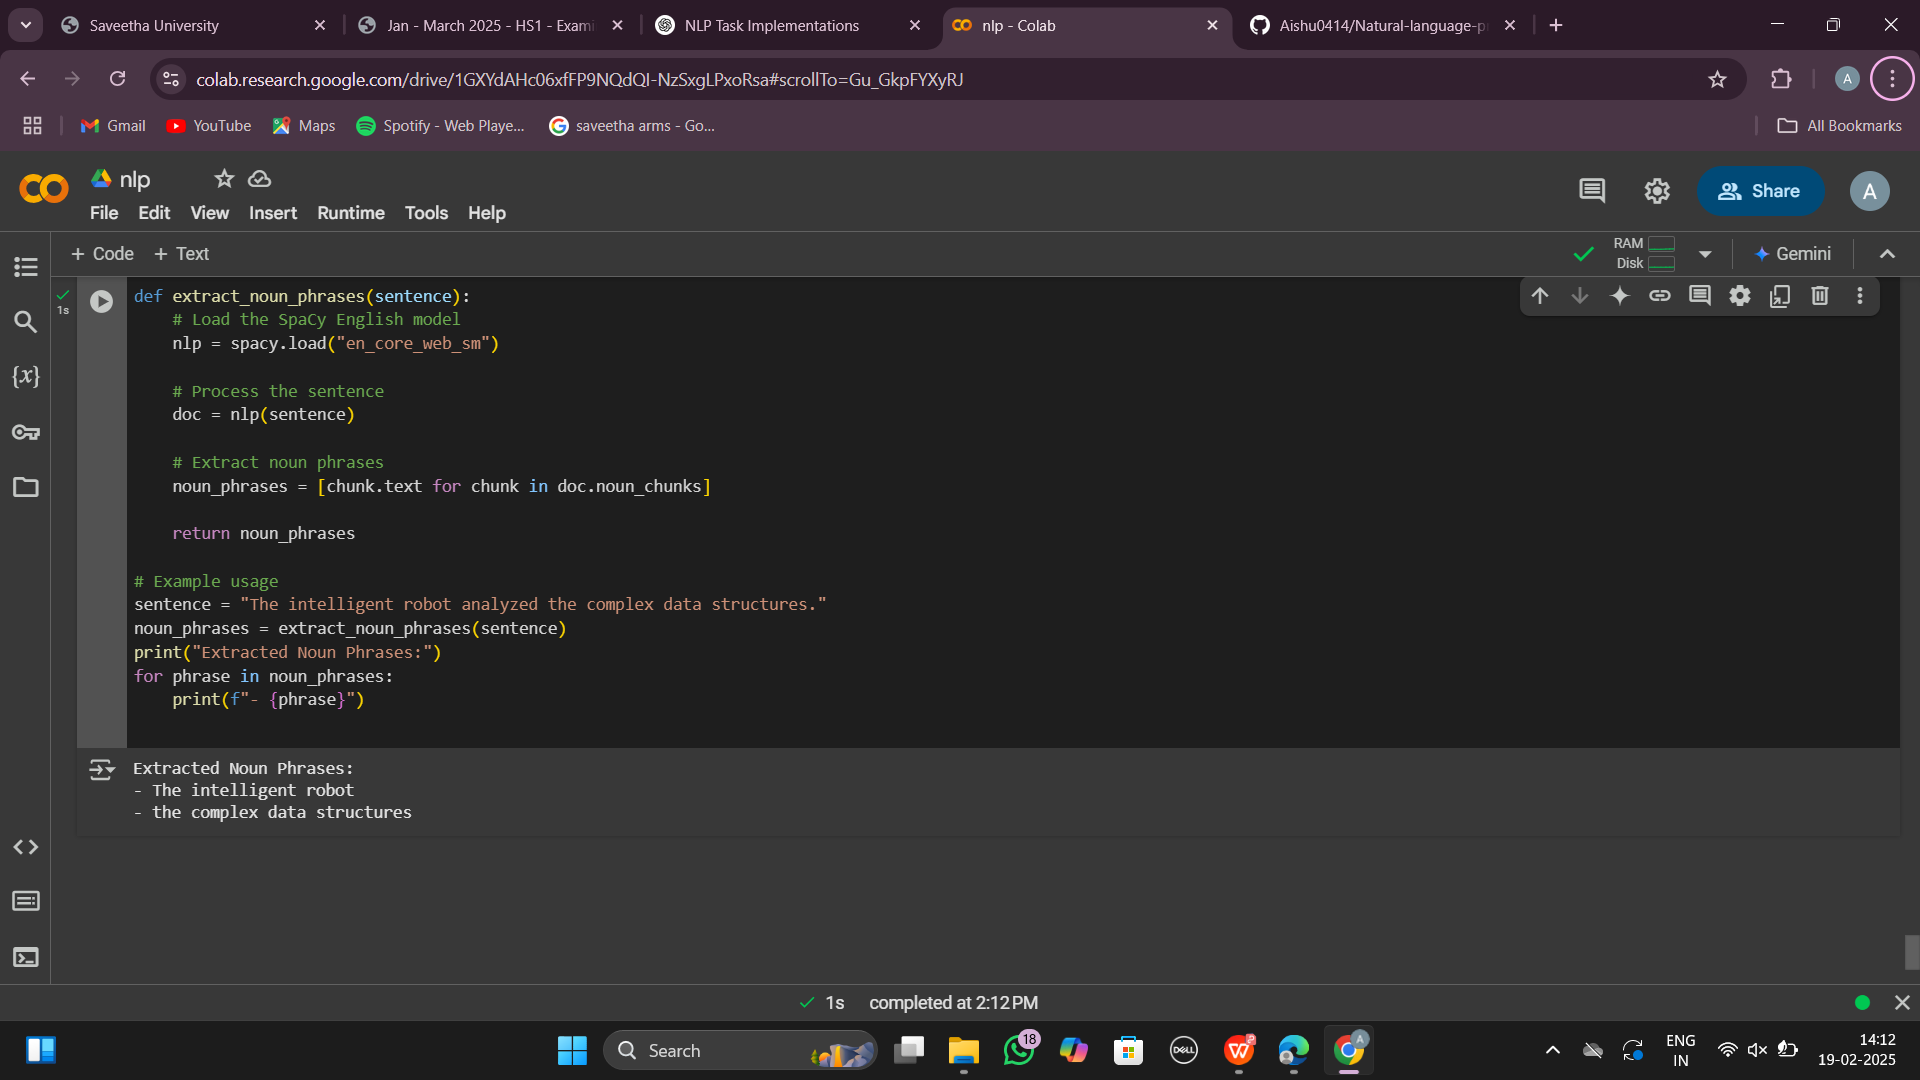 Saveetha University
Jan - March 2025 - HS1 - Exami
NLP Task Implementations
nlp - Colab
Aishu0414/Natural-language-p
colab.research.google.com/drive/1GXYdAHc06xfFP9NQdQI-NzSxgLPxoRsa#scrollTo=Gu_GkpFYXyRJ
A
Gmail
YouTube
Maps
Spotify - Web Playe...
saveetha arms - Go...
All Bookmarks
nlp
File Edit View Insert Runtime Tools Help
Share
A
+ Code + Text
RAM
Disk
Gemini
1s
def extract_noun_phrases(sentence):
# Load the SpaCy English model
nlp = spacy.load("en_core_web_sm")
# Process the sentence
doc = nlp(sentence)
# Extract noun phrases
noun_phrases = [chunk.text for chunk in doc.noun_chunks]
return noun_phrases
# Example usage
sentence = "The intelligent robot analyzed the complex data structures."
noun_phrases = extract_noun_phrases(sentence)
print("Extracted Noun Phrases:")
for phrase in noun_phrases:
print(f"- {phrase}")
Extracted Noun Phrases:
- The intelligent robot
- the complex data structures
1s completed at 2:12 PM
Search
18
DELL
A
ENG
IN
14:12
19-02-2025